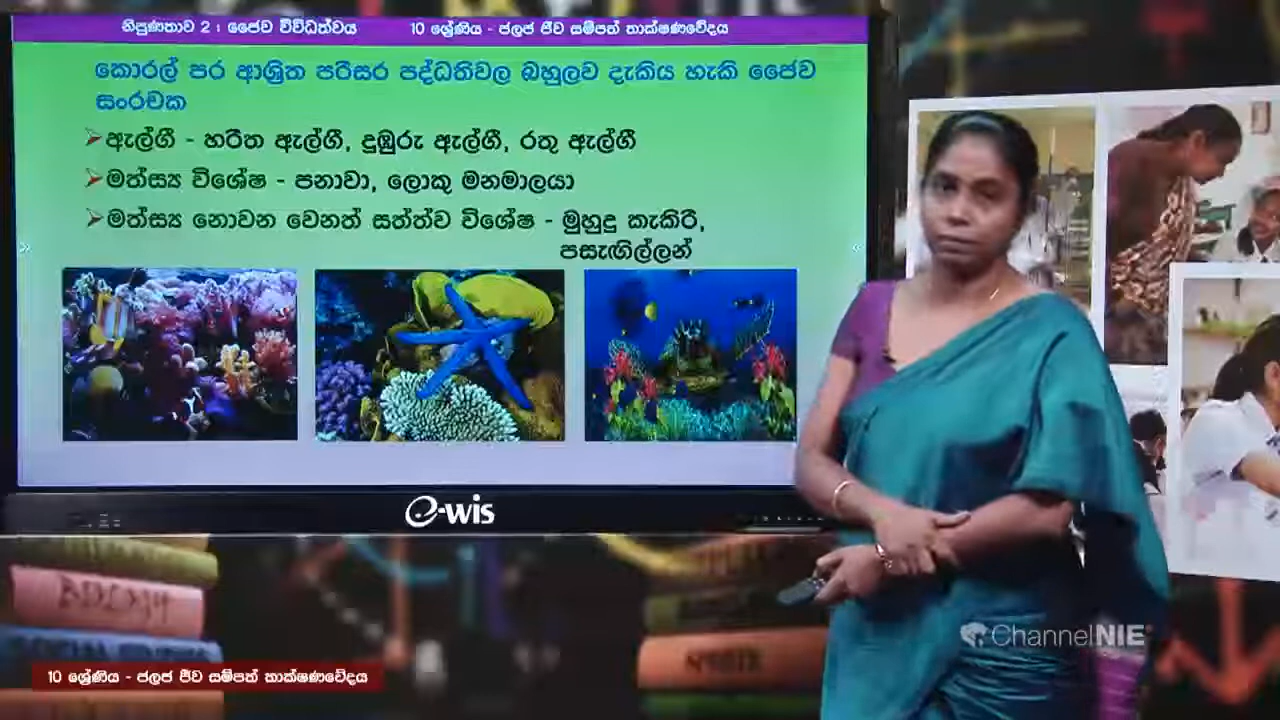 නිපුණතාව 2 : ජෛව විවිධත්වය 10 ශ්‍රේණිය - ජලජ ජීව සම්පත් තාක්ෂණවේදය
කොරල් පර ආශ්‍රිත පරිසර පද්ධතිවල බහුලව දැකිය හැකි ජෛව
සංරචක
ඇල්ගී - හරිත ඇල්ගී, දුඹුරු ඇල්ගී, රතු ඇල්ගී
මත්ස්‍ය විශේෂ - පනාවා, ලොකු මනමාලයා
මත්ස්‍ය නොවන වෙනත් සත්ත්ව විශේෂ - මුහුදු කැකිරි,
පසැඟිල්ලන්
e-wis
ChannelNIE
10 ශ්‍රේණිය - ජලජ ජීව සම්පත් තාක්ෂණවේදය